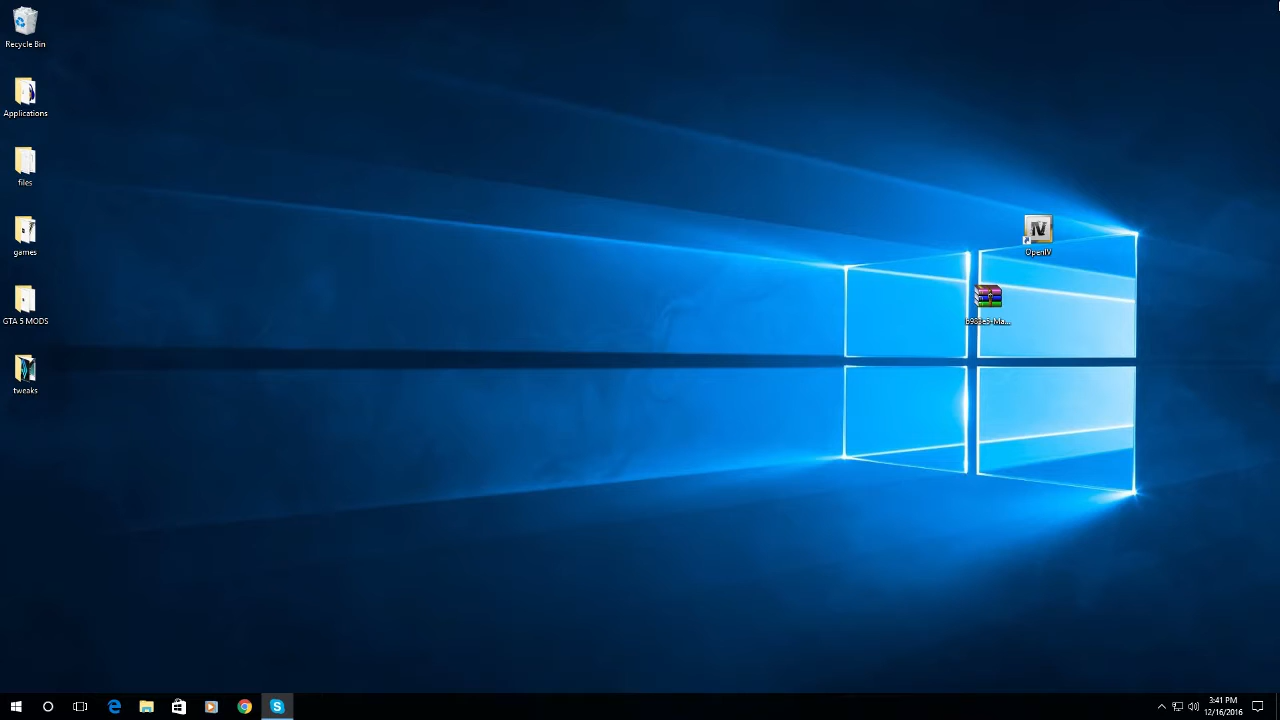 Recycle Bin
Applications
files
games
GTA 5 MODS
tweaks
OpenIV
3:41 PM
12/16/2016